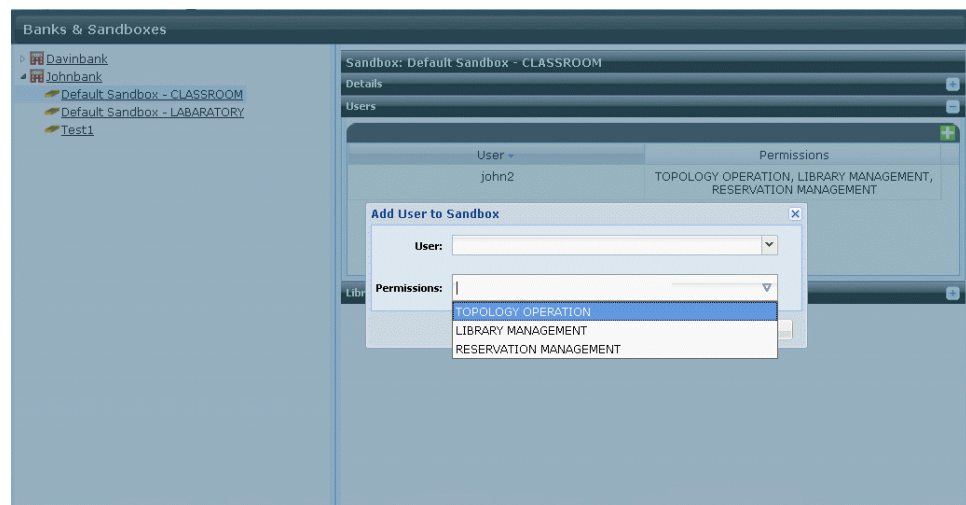 Banks & Sandboxes
Davinbank
Johnbank
Default Sandbox - CLASSROOM
Default Sandbox - LABARATORY
Test1
Sandbox: Default Sandbox - CLASSROOM
Details
Users
User
Permissions
john2
TOPOLOGY OPERATION, LIBRARY MANAGEMENT,
RESERVATION MANAGEMENT
Add User to Sandbox
User:
Permissions:
TOPOLOGY OPERATION
LIBRARY MANAGEMENT
RESERVATION MANAGEMENT
Libr